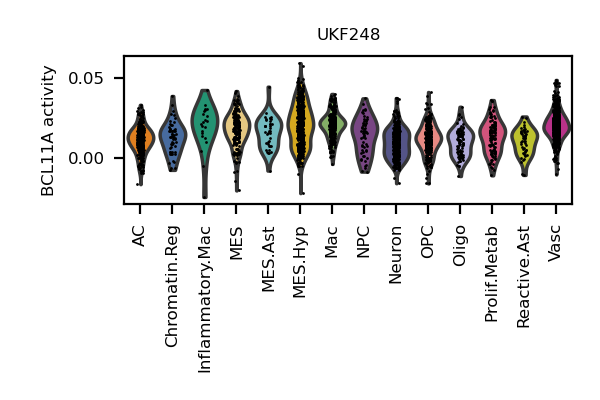 UKF248
BCL11A activity
0.05
0.00
AC
Chromatin.Reg
Inflammatory.Mac
MES
MES.Ast
MES.Hyp
Mac
NPC
Neuron
OPC
Oligo
Prolif.Metab
Reactive.Ast
Vasc